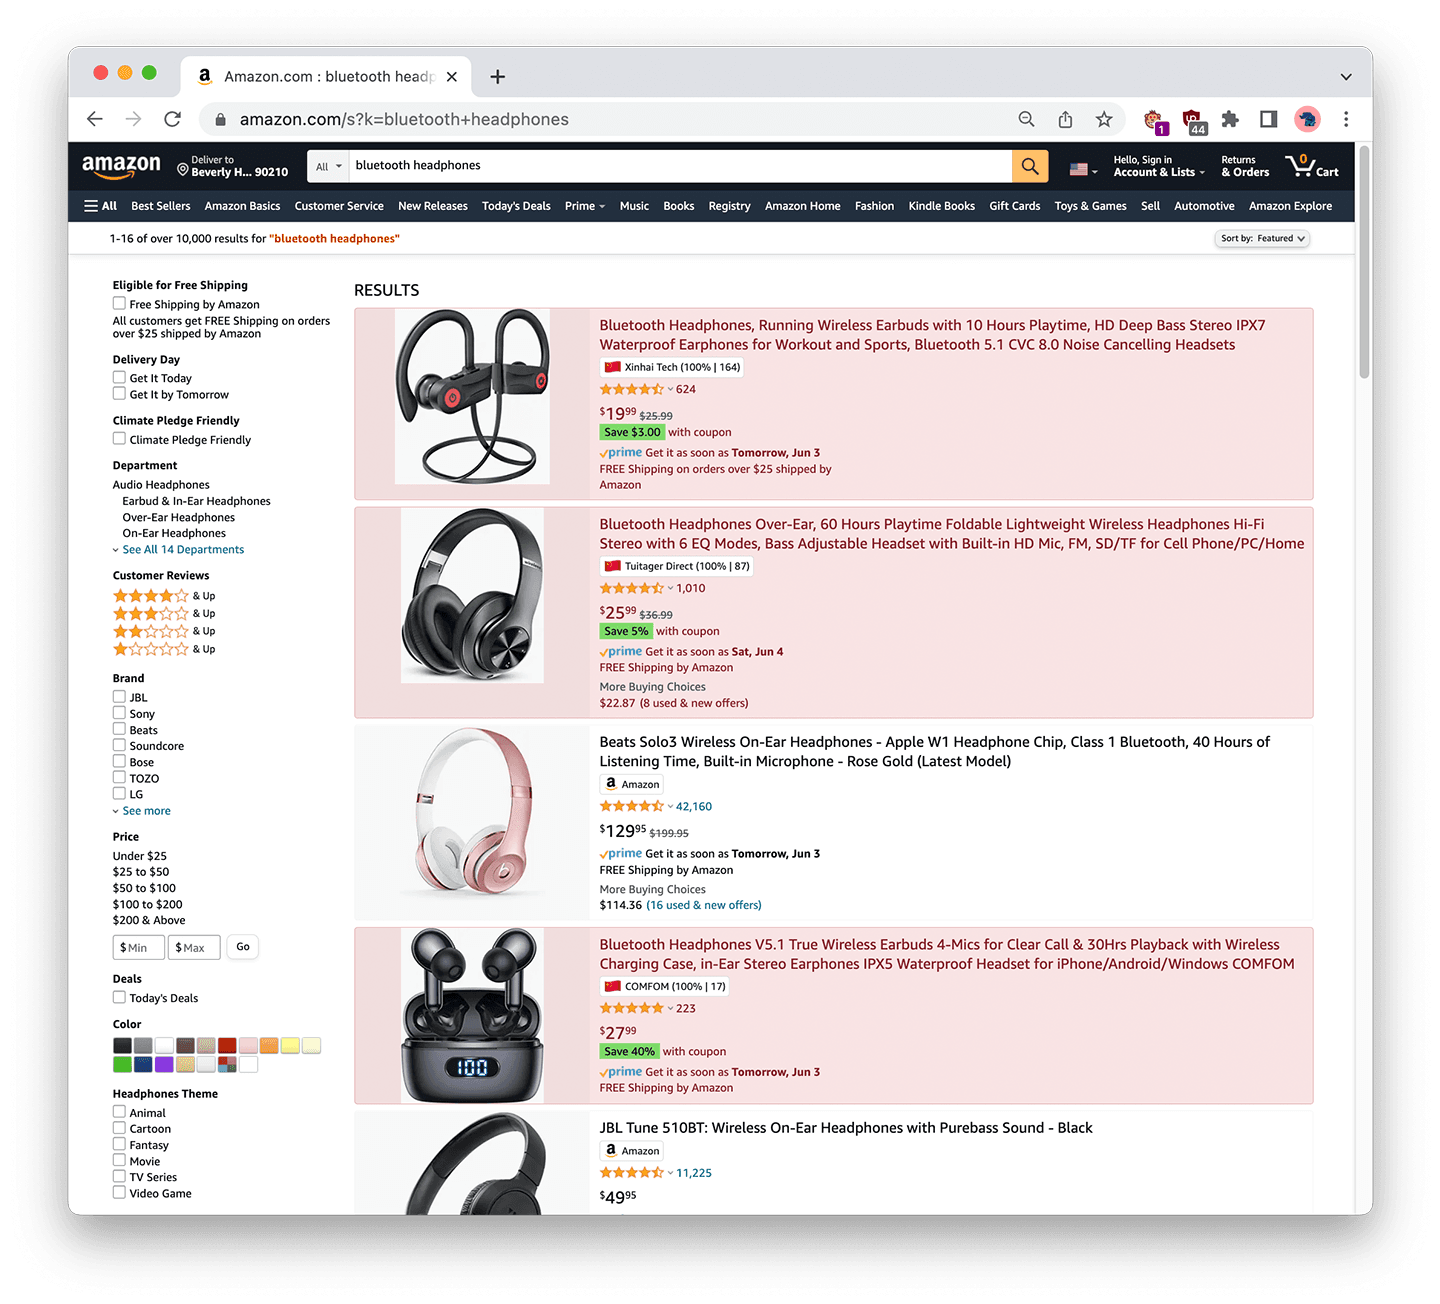 Amazon.com : bluetooth headp
amazon.com/s?k=bluetooth+headphones
1
44
amazon
Deliver to
Beverly H... 90210
All
bluetooth headphones
Hello, Sign in
Account & Lists
Returns
& Orders
0
Cart
All Best Sellers Amazon Basics Customer Service New Releases Today's Deals Prime Music Books Registry Amazon Home Fashion Kindle Books Gift Cards Toys & Games Sell Automotive Amazon Explore
1-16 of over 10,000 results for "bluetooth headphones"
Sort by: Featured
Eligible for Free Shipping
Free Shipping by Amazon
All customers get FREE Shipping on orders
over $25 shipped by Amazon
Delivery Day
Get It Today
Get It by Tomorrow
Climate Pledge Friendly
Climate Pledge Friendly
Department
Audio Headphones
Earbud & In-Ear Headphones
Over-Ear Headphones
On-Ear Headphones
See All 14 Departments
Customer Reviews
& Up
& Up
& Up
& Up
Brand
JBL
Sony
Beats
Soundcore
Bose
TOZO
LG
See more
Price
Under $25
$25 to $50
$50 to $100
$100 to $200
$200 & Above
$ Min $ Max Go
Deals
Today's Deals
Color
Headphones Theme
Animal
Cartoon
Fantasy
Movie
TV Series
Video Game
RESULTS
Bluetooth Headphones, Running Wireless Earbuds with 10 Hours Playtime, HD Deep Bass Stereo IPX7
Waterproof Earphones for Workout and Sports, Bluetooth 5.1 CVC 8.0 Noise Cancelling Headsets
Xinhai Tech (100% | 164)
624
$1999 $25.99
Save $3.00 with coupon
prime Get it as soon as Tomorrow, Jun 3
FREE Shipping on orders over $25 shipped by
Amazon
Bluetooth Headphones Over-Ear, 60 Hours Playtime Foldable Lightweight Wireless Headphones Hi-Fi
Stereo with 6 EQ Modes, Bass Adjustable Headset with Built-in HD Mic, FM, SD/TF for Cell Phone/PC/Home
Tuitager Direct (100% | 87)
1,010
$2599 $36.99
Save 5% with coupon
prime Get it as soon as Sat, Jun 4
FREE Shipping by Amazon
More Buying Choices
$22.87 (8 used & new offers)
Beats Solo3 Wireless On-Ear Headphones - Apple W1 Headphone Chip, Class 1 Bluetooth, 40 Hours of
Listening Time, Built-in Microphone - Rose Gold (Latest Model)
Amazon
42,160
$12995 $199.95
prime Get it as soon as Tomorrow, Jun 3
FREE Shipping by Amazon
More Buying Choices
$114.36 (16 used & new offers)
Bluetooth Headphones V5.1 True Wireless Earbuds 4-Mics for Clear Call & 30Hrs Playback with Wireless
Charging Case, in-Ear Stereo Earphones IPX5 Waterproof Headset for iPhone/Android/Windows COMFOM
COMFOM (100% | 17)
223
$2799
Save 40% with coupon
prime Get it as soon as Tomorrow, Jun 3
FREE Shipping by Amazon
100
JBL Tune 510BT: Wireless On-Ear Headphones with Purebass Sound - Black
Amazon
11,225
$4995